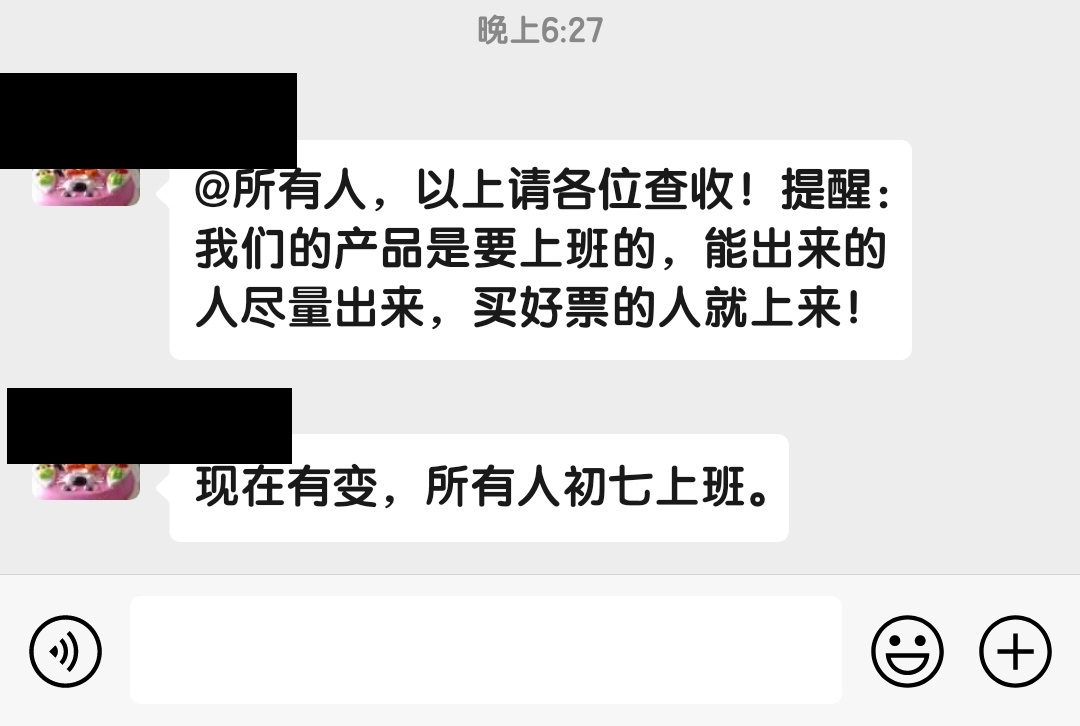 晚上6:27
@所有人，以上请各位查收！提醒：
我们的产品是要上班的，能出来的
人尽量出来，买好票的人就上来！
现在有变，所有人初七上班。